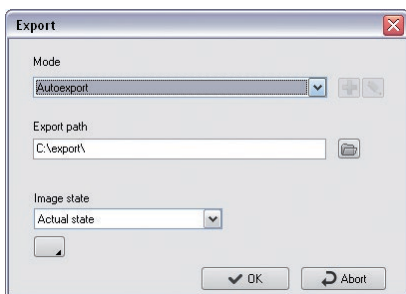 Export
Mode
Autoexport
Export path
C:\export\
Image state
Actual state
OK
Abort